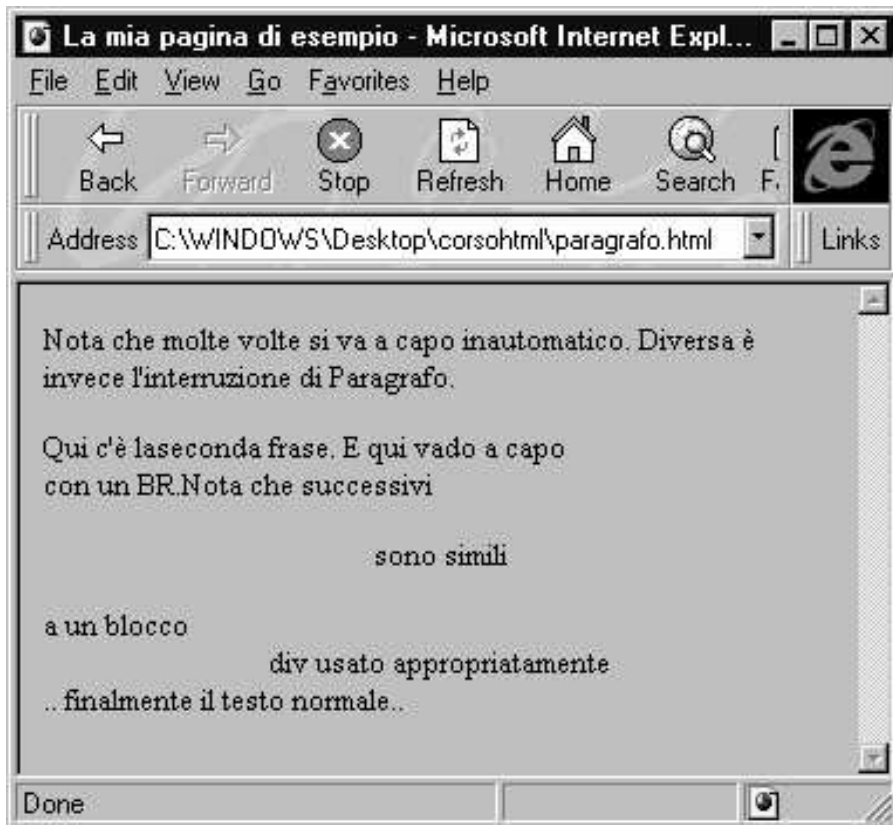 La mia pagina di esempio - Microsoft Internet Expl...
File Edit View Go Favorites Help
Back Forward Stop Refresh Home Search F.
Address C:\WINDOWS\Desktop\corsohtml\paragrafo.html Links
Nota che molte volte si va a capo inautomatico. Diversa è
invece l'interruzione di Paragrafo.
Qui c'è laseconda frase. E qui vado a capo
con un BR.Nota che successivi
sono simili
a un blocco
div usato appropriatamente
.. finalmente il testo normale..
Done